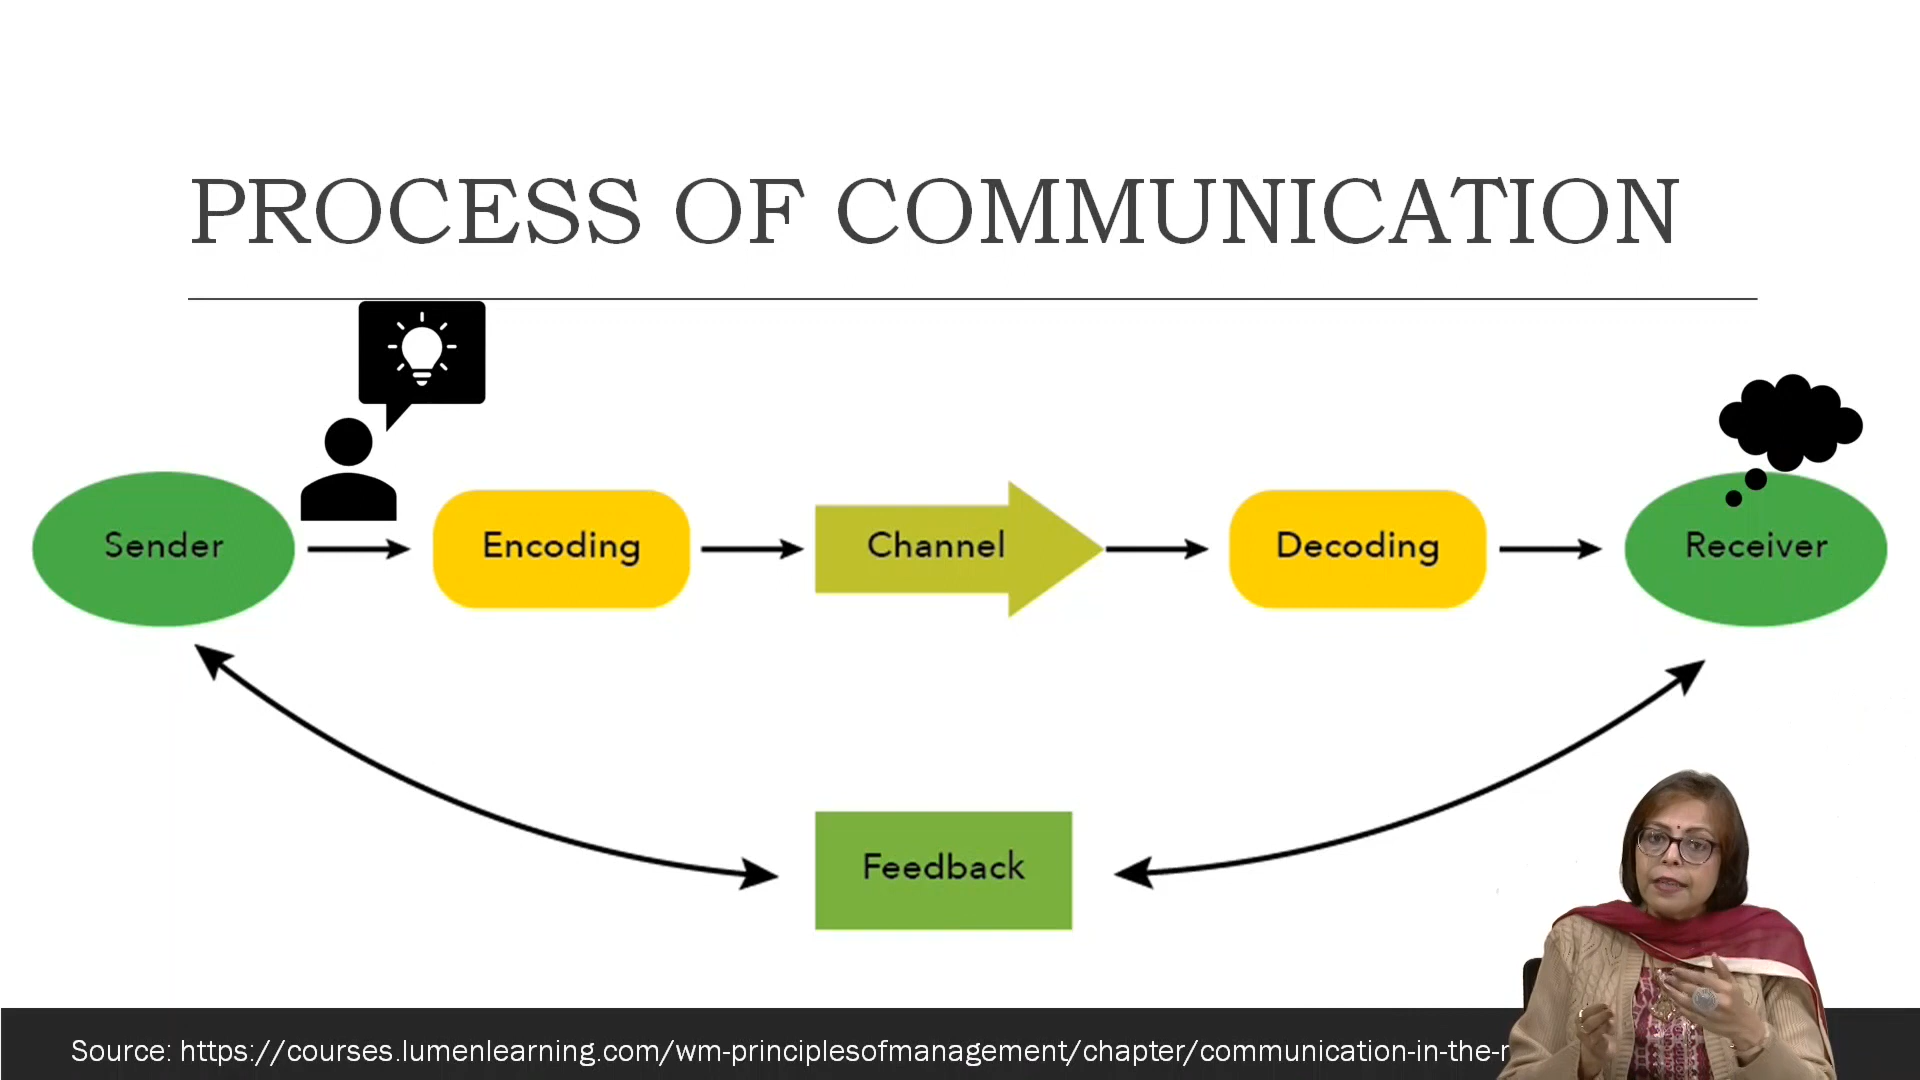 PROCESS OF COMMUNICATION
Sender
Encoding
Channel
Decoding
Receiver
Feedback
Source: https://courses.lumenlearning.com/wm-principlesofmanagement/chapter/communication-in-the-